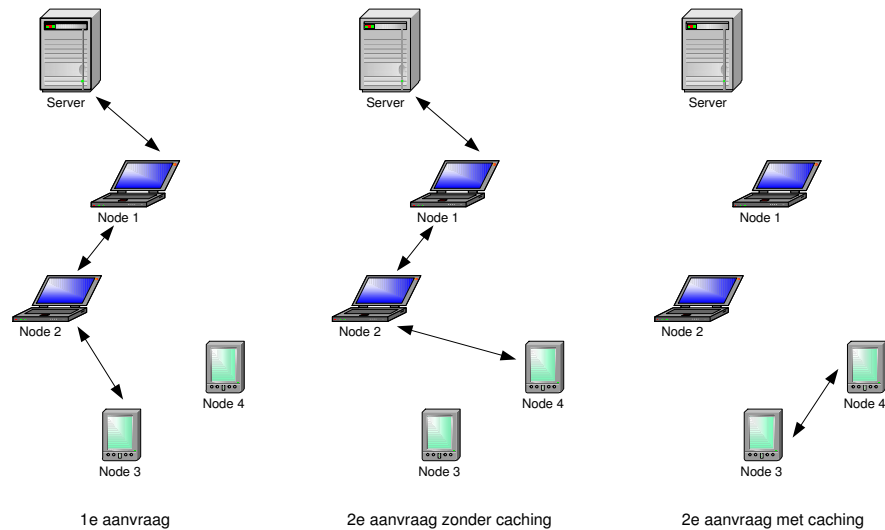 Server
Server
Server
Node 1
Node 1
Node 1
Node 2
Node 2
Node 2
Node 4
Node 4
Node 4
Node 3
Node 3
Node 3
1e aanvraag
2e aanvraag zonder caching
2e aanvraag met caching